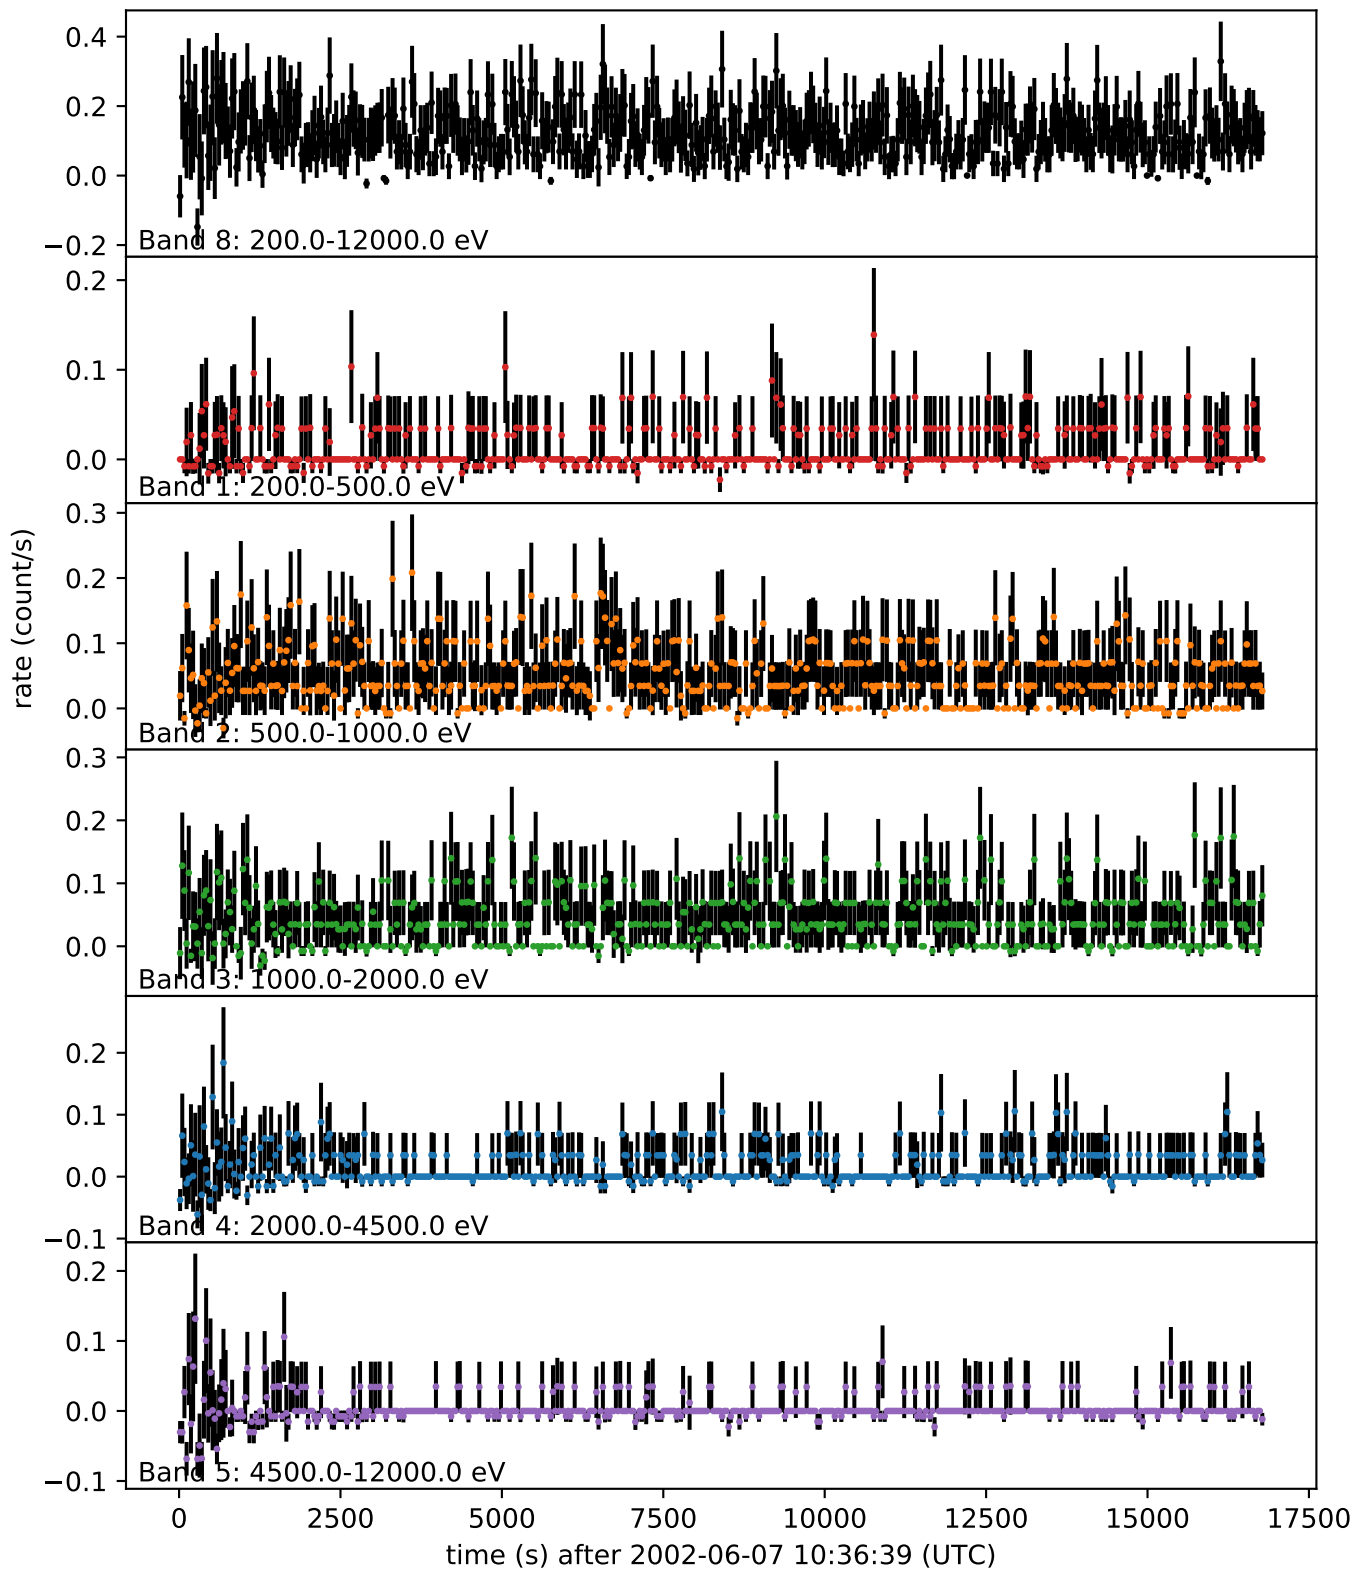 0.4
0.2
0.0
−0.2
Band 8: 200.0-12000.0 eV
0.2
0.1
0.0
Band 1: 200.0-500.0 eV
0.3
0.2
0.1
0.0
Band 2: 500.0-1000.0 eV
rate (count/s)
0.3
0.2
0.1
0.0
Band 3: 1000.0-2000.0 eV
0.2
0.1
0.0
−0.1
Band 4: 2000.0-4500.0 eV
0.2
0.1
0.0
−0.1
Band 5: 4500.0-12000.0 eV
0 2500 5000 7500 10000 12500 15000 17500
time (s) after 2002-06-07 10:36:39 (UTC)